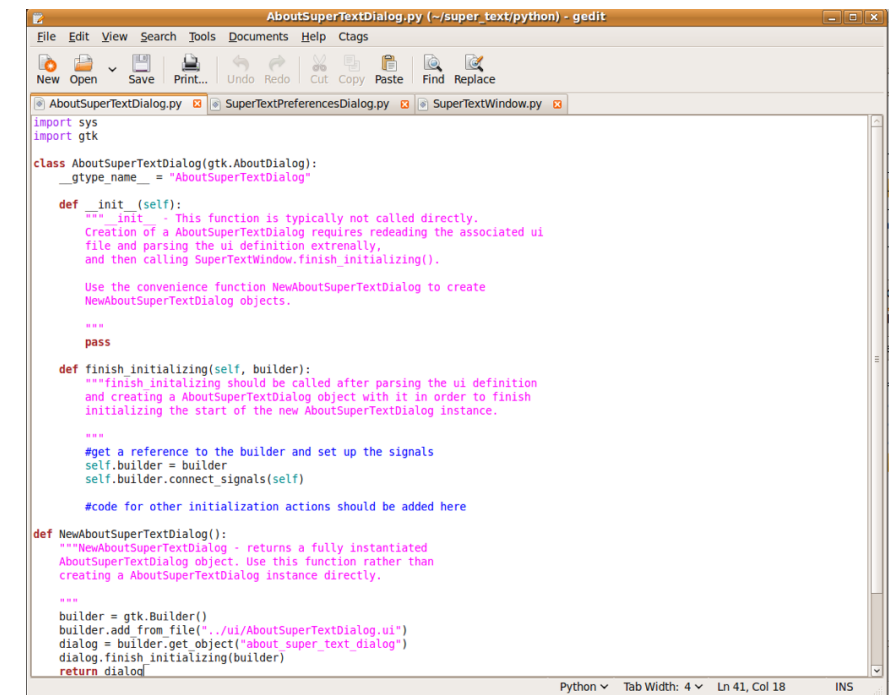 AboutSuperTextDialog.py (~/super_text/python) - gedit
File Edit View Search Tools Documents Help Ctags
New Open Save Print... Undo Redo Cut Copy Paste Find Replace
AboutSuperTextDialog.py SuperTextPreferencesDialog.py SuperTextWindow.py
import sys
import gtk

class AboutSuperTextDialog(gtk.AboutDialog):
    __gtype_name__ = "AboutSuperTextDialog"

    def __init__(self):
        """__init__ - This function is typically not called directly.
        Creation of a AboutSuperTextDialog requires redeading the associated ui
        file and parsing the ui definition extrenally,
        and then calling SuperTextWindow.finish_initializing().

        Use the convenience function NewAboutSuperTextDialog to create
        NewAboutSuperTextDialog objects.

        """
        pass

    def finish_initializing(self, builder):
        """finish_initalizing should be called after parsing the ui definition
        and creating a AboutSuperTextDialog object with it in order to finish
        initializing the start of the new AboutSuperTextDialog instance.

        """
        #get a reference to the builder and set up the signals
        self.builder = builder
        self.builder.connect_signals(self)

        #code for other initialization actions should be added here

def NewAboutSuperTextDialog():
    """NewAboutSuperTextDialog - returns a fully instantiated
    AboutSuperTextDialog object. Use this function rather than
    creating a AboutSuperTextDialog instance directly.

    """
    builder = gtk.Builder()
    builder.add_from_file("../ui/AboutSuperTextDialog.ui")
    dialog = builder.get_object("about_super_text_dialog")
    dialog.finish_initializing(builder)
    return dialog
Python Tab Width: 4 Ln 41, Col 18 INS